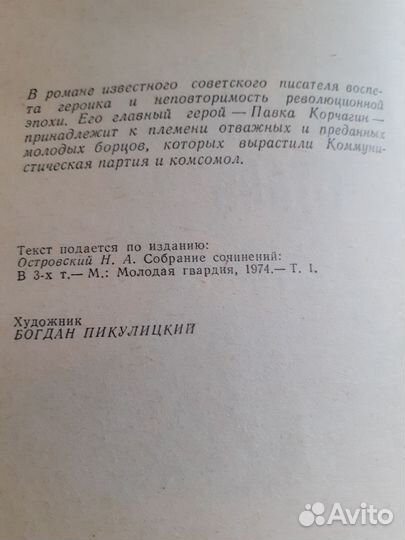 В романе известного советского писателя воспе-
та героика и неповторимость революционной
эпохи. Его главный герой — Павка Корчагин —
принадлежит к племени отважных и преданных
молодых борцов, которых вырастили Коммуни-
стическая партия и комсомол.
Текст подается по изданию:
Островский Н. А. Собрание сочинений:
В 3-х т.— М.: Молодая гвардия, 1974.— Т. 1.
Художник
БОГДАН ПИКУЛИЦКИЙ
Avito